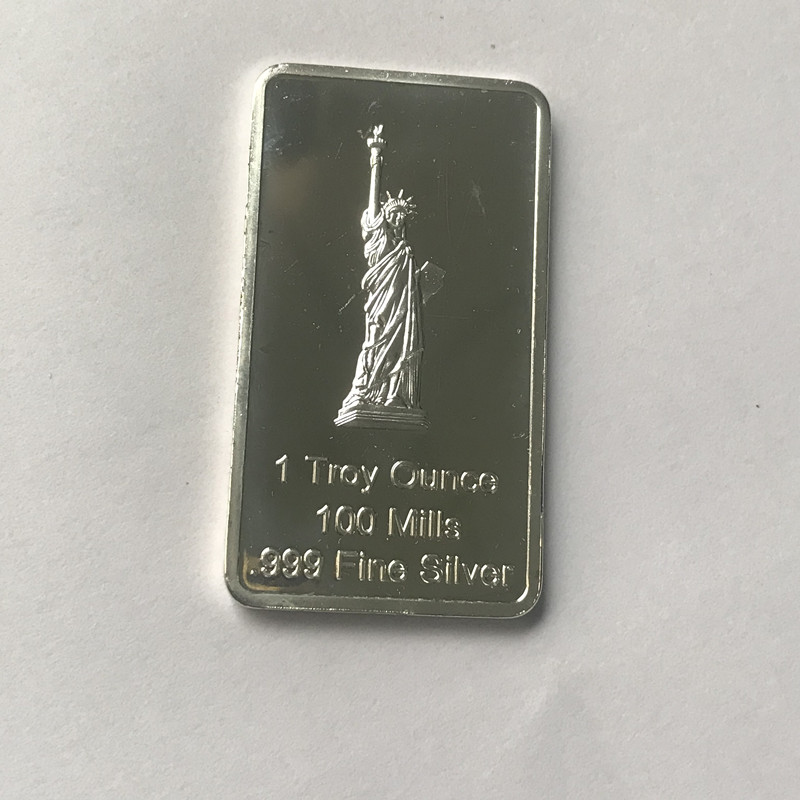 1 Troy Ounce
100 Mills
.999 Fine Silver